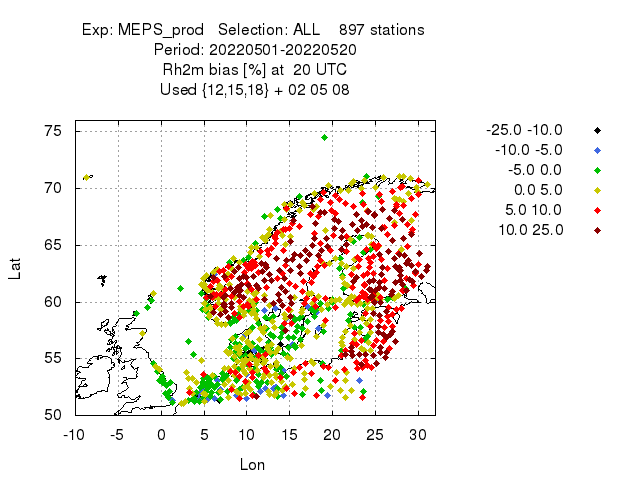 Exp: MEPS_prod   Selection: ALL    897 stations
Period: 20220501-20220520
Rh2m bias [%] at  20 UTC
Used {12,15,18} + 02 05 08
-25.0 -10.0
-10.0 -5.0
-5.0 0.0
0.0 5.0
5.0 10.0
10.0 25.0
75
70
65
60
55
50
Lat
-10 -5 0 5 10 15 20 25 30
Lon